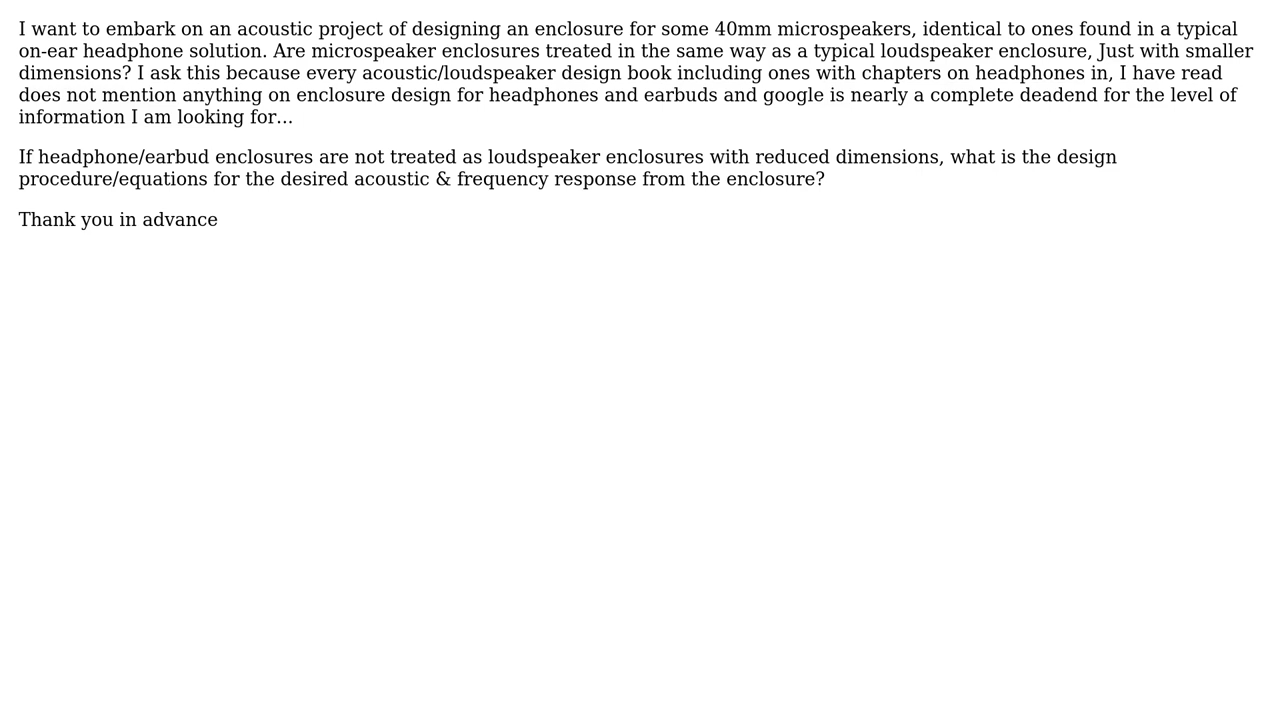 I want to embark on an acoustic project of designing an enclosure for some 40mm microspeakers, identical to ones found in a typical
on-ear headphone solution. Are microspeaker enclosures treated in the same way as a typical loudspeaker enclosure, Just with smaller
dimensions? I ask this because every acoustic/loudspeaker design book including ones with chapters on headphones in, I have read
does not mention anything on enclosure design for headphones and earbuds and google is nearly a complete deadend for the level of
information I am looking for...
If headphone/earbud enclosures are not treated as loudspeaker enclosures with reduced dimensions, what is the design
procedure/equations for the desired acoustic & frequency response from the enclosure?
Thank you in advance